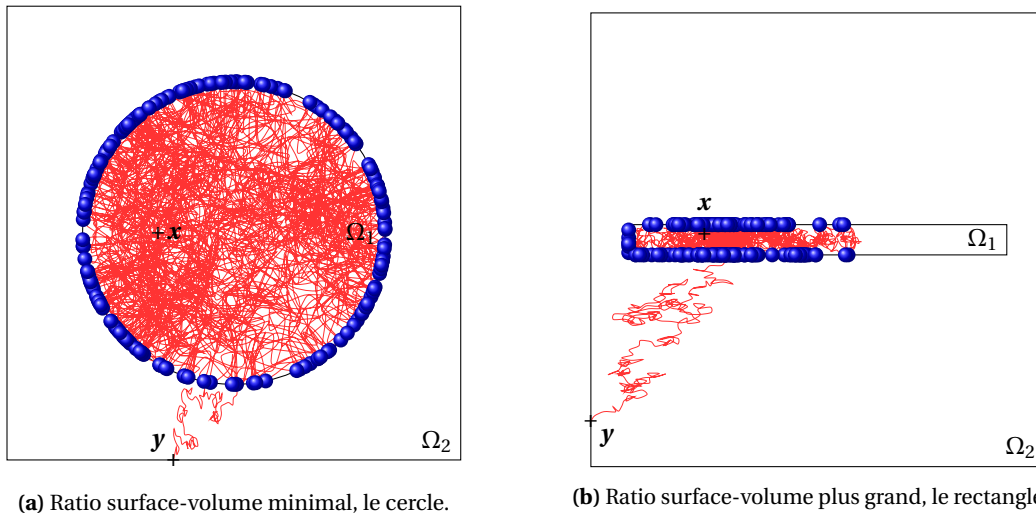 x
Ω1
y
Ω2
(a) Ratio surface-volume minimal, le cercle.
x
Ω1
y
Ω2
(b) Ratio surface-volume plus grand, le rectangle